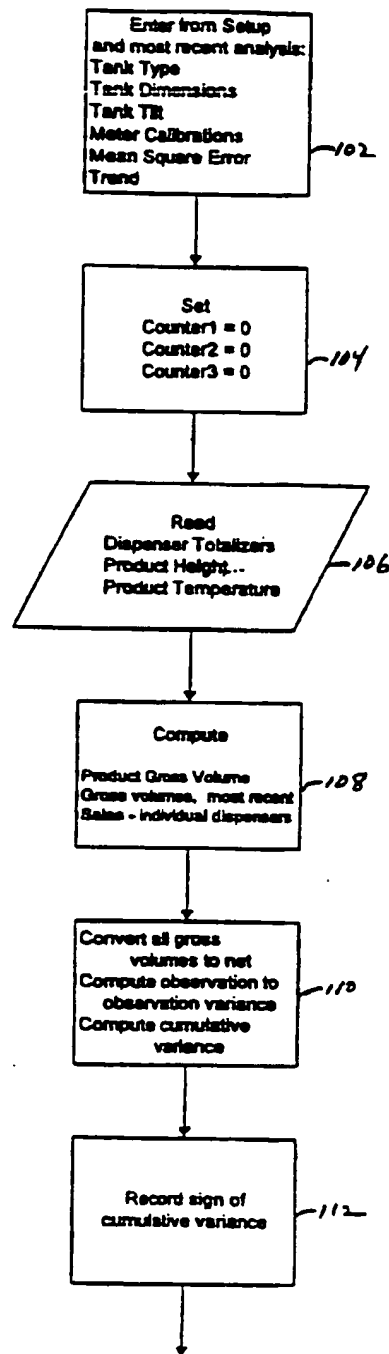 Enter from Setup
and most recent analysis:
Tank Type
Tank Dimensions
Tank Tilt
Meter Calibrations
Mean Square Error
Trend
102
Set
Counter1 = 0
Counter2 = 0
Counter3 = 0
104
Read
Dispenser Totalizers
Product Height...
Product Temperature
106
Compute
Product Gross Volume
Gross volumes, most recent
Sales - individual dispensers
108
Convert all gross
volumes to net
Compute observation to
observation variance
Compute cumulative
variance
110
Record sign of
cumulative variance
112